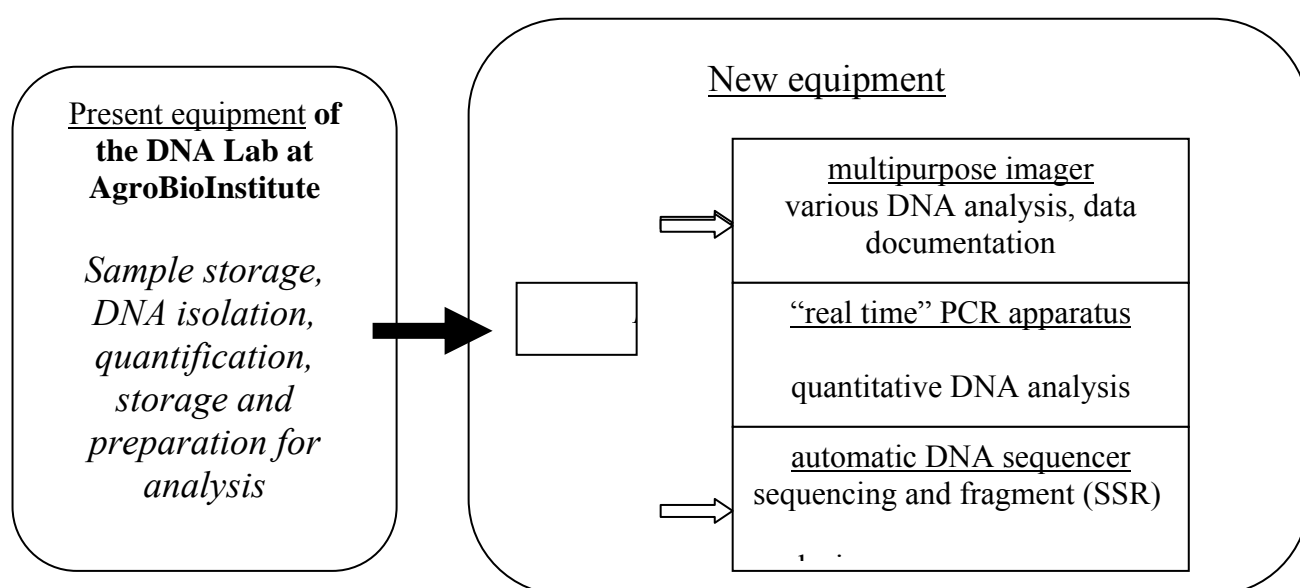 Present equipment of
the DNA Lab at
AgroBioInstitute
Sample storage,
DNA isolation,
quantification,
storage and
preparation for
analysis
New equipment
multipurpose imager
various DNA analysis, data
documentation
“real time” PCR apparatus
quantitative DNA analysis
automatic DNA sequencer
sequencing and fragment (SSR)